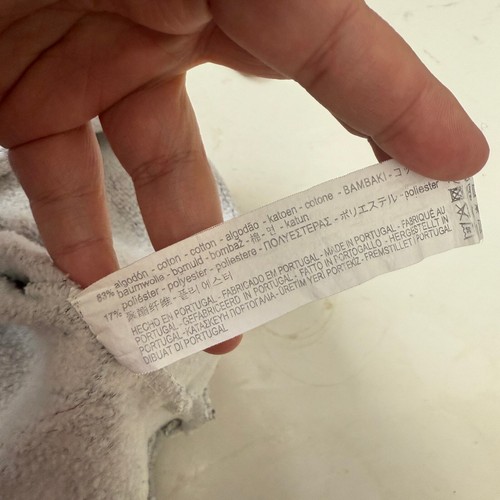 83% algodón - coton - cotton - algodão - katoen - cotone - BAMBAKI - コ
baumwolle - bomuld - bombaž - 棉 - 면 - katun
17% poliéster - polyester - poliestere - ΠΟΛΥΕΣΤΕΡΑΣ - ポリエステル - poliester
聚酯纤维 - 폴리에스터
HECHO EN PORTUGAL - FABRICADO EM PORTUGAL - MADE IN PORTUGAL - FABRIQUÉ AU
PORTUGAL - GEFABRICEERD IN PORTUGAL - FATTO IN PORTOGALLO - HERGESTELLT IN
PORTUGAL - ΚΑΤΑΣΚΕΥΗ ΠΟΡΤΟΓΑΛΙΑ - ÜRETIM YERI PORTEKIZ - FREMSTILLET PORTUGAL
DIBUAT DI PORTUGAL